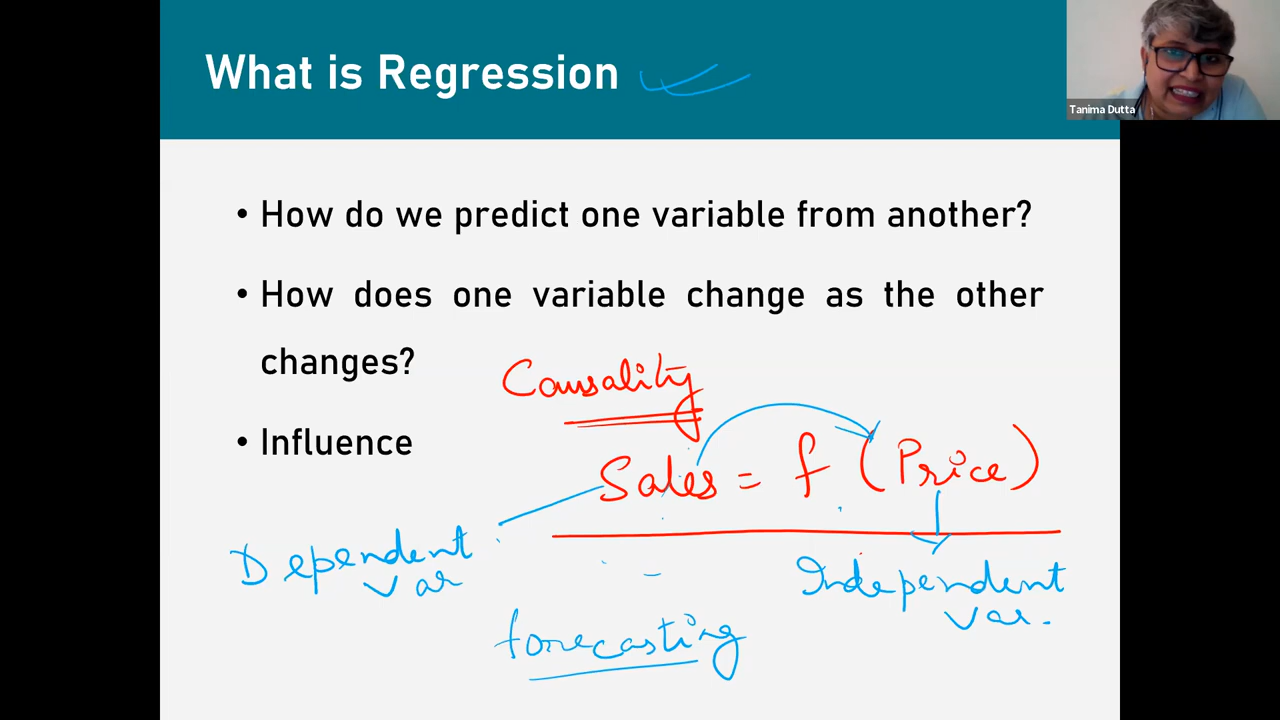 What is Regression
Tanima Dutta
• How do we predict one variable from another?
• How does one variable change as the other
changes?
Causality
• Influence
Sales = f (Price)
Dependent
var
Independent
var.
forecasting